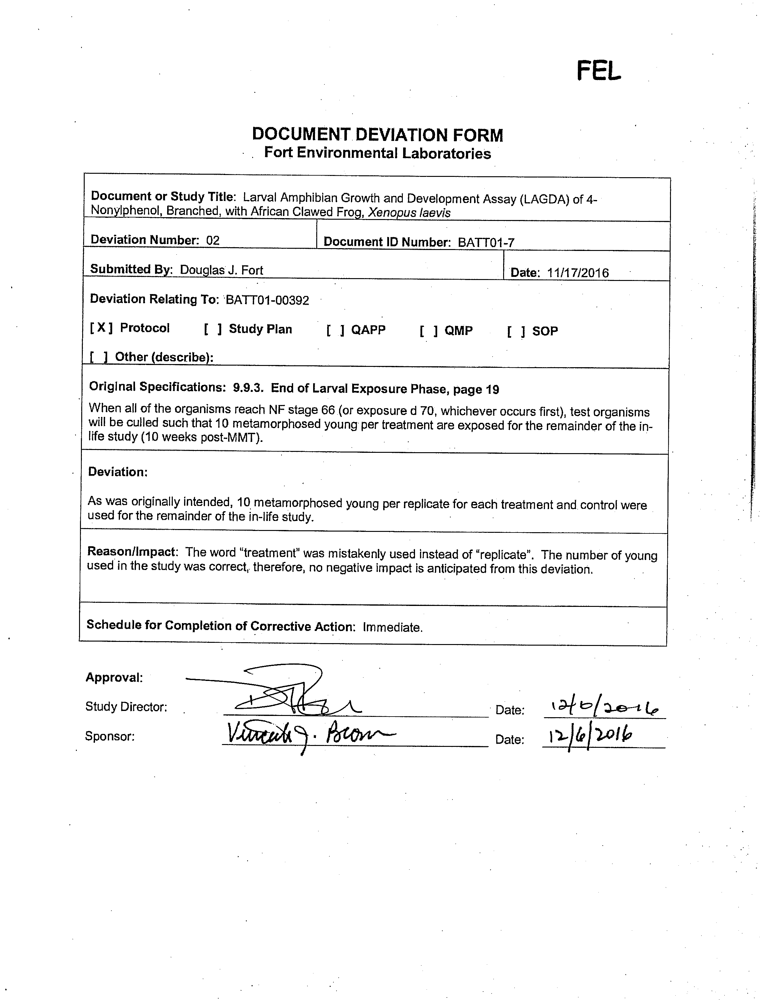 FEL
DOCUMENT DEVIATION FORM
Fort Environmental Laboratories
Document or Study Title: Larval Amphibian Growth and Development Assay (LAGDA) of 4-
Nonylphenol, Branched, with African Clawed Frog, Xenopus laevis
Deviation Number: 02 Document ID Number: BATT01-7
Submitted By: Douglas J. Fort Date: 11/17/2016
Deviation Relating To: BATT01-00392
[X] Protocol [ ] Study Plan [ ] QAPP [ ] QMP [ ] SOP
[ ] Other (describe):
Original Specifications: 9.9.3. End of Larval Exposure Phase, page 19
When all of the organisms reach NF stage 66 (or exposure d 70, whichever occurs first), test organisms
will be culled such that 10 metamorphosed young per treatment are exposed for the remainder of the in-
life study (10 weeks post-MMT).
Deviation:
As was originally intended, 10 metamorphosed young per replicate for each treatment and control were
used for the remainder of the in-life study.
Reason/Impact: The word "treatment" was mistakenly used instead of "replicate". The number of young
used in the study was correct, therefore, no negative impact is anticipated from this deviation.
Schedule for Completion of Corrective Action: Immediate.
Approval:
Study Director: Date: 12/6/2016
Sponsor: Vincent J. Brown Date: 12/6/2016